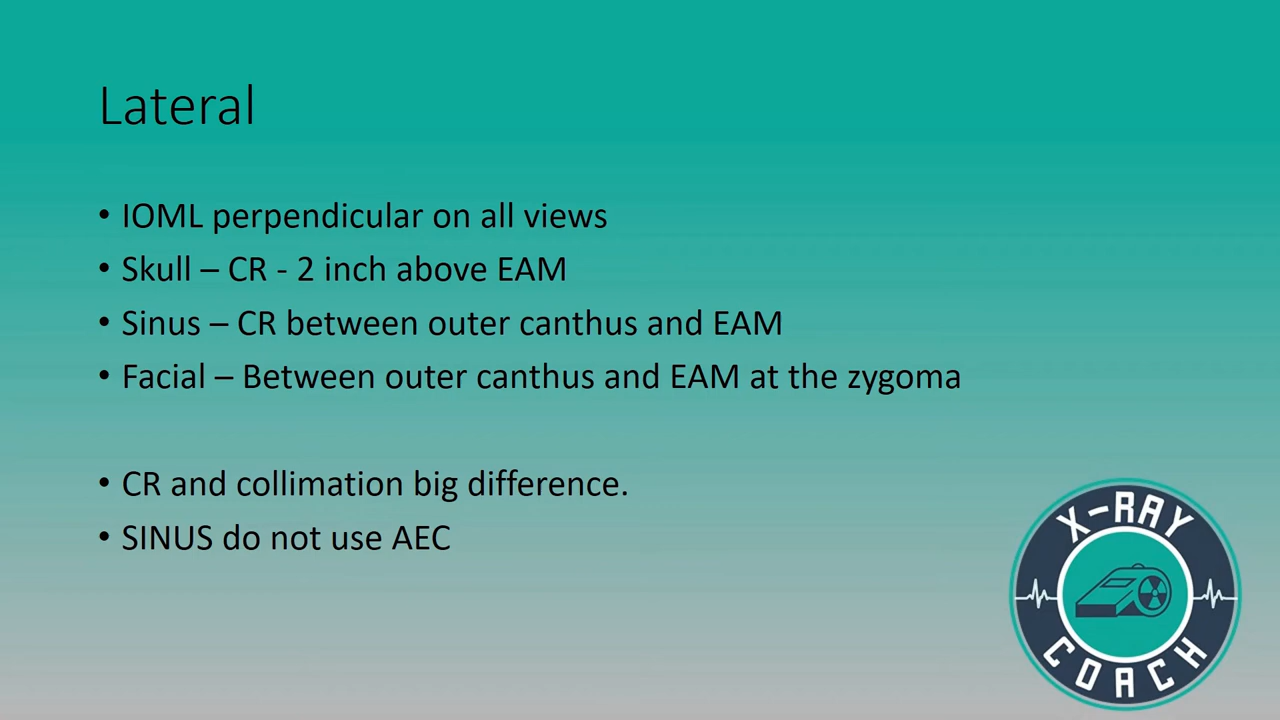 Lateral
• IOML perpendicular on all views
• Skull – CR - 2 inch above EAM
• Sinus – CR between outer canthus and EAM
• Facial – Between outer canthus and EAM at the zygoma
• CR and collimation big difference.
• SINUS do not use AEC
X-RAY
COACH